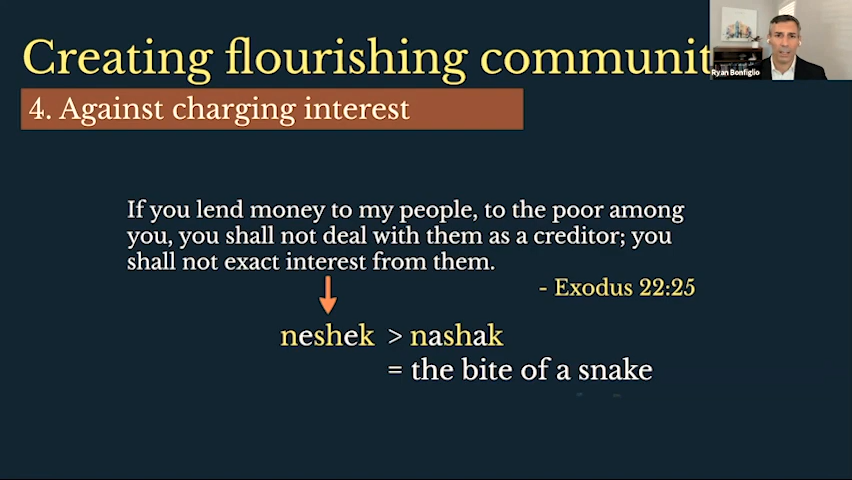 Creating flourishing communit
Ryan Bonfiglio
4. Against charging interest
If you lend money to my people, to the poor among
you, you shall not deal with them as a creditor; you
shall not exact interest from them.
- Exodus 22:25
neshek > nashak
= the bite of a snake